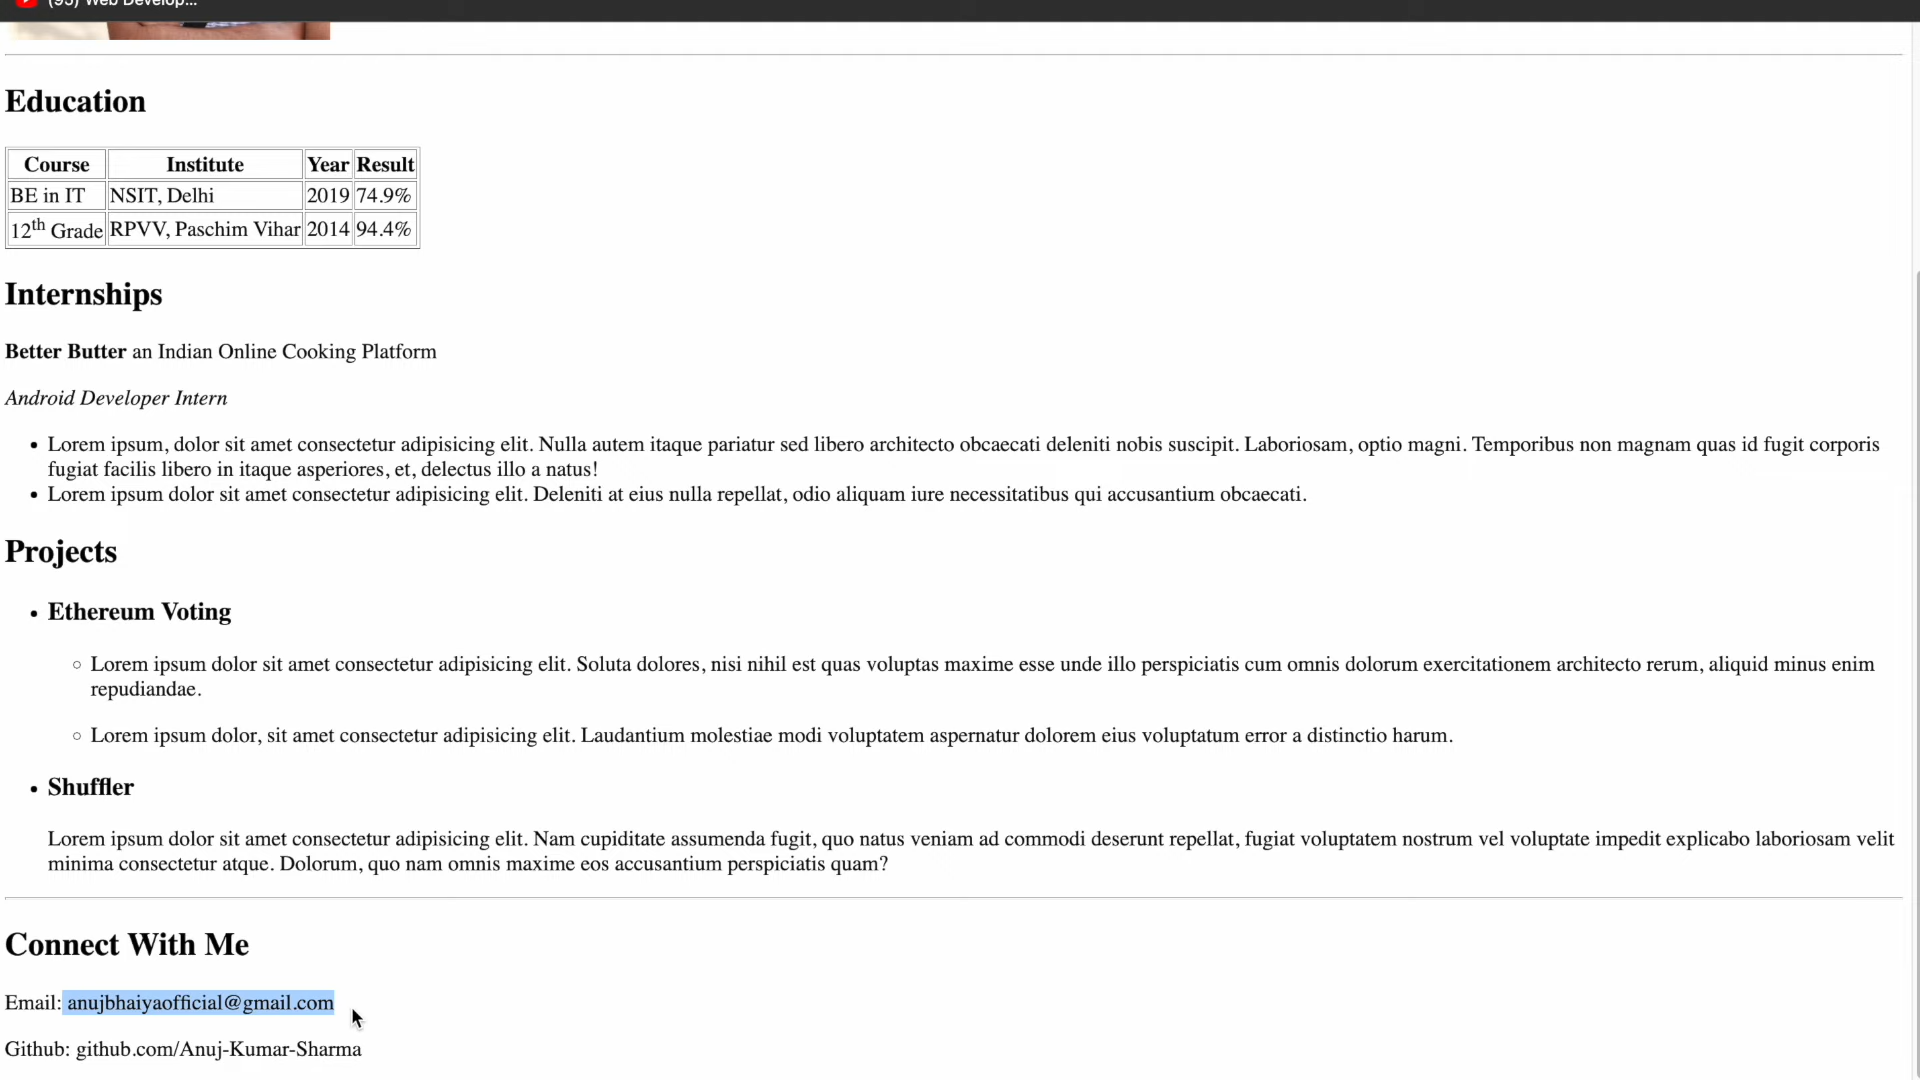 (95) Web Develop...
Education
Course Institute Year Result
BE in IT NSIT, Delhi 2019 74.9%
12th Grade RPVV, Paschim Vihar 2014 94.4%
Internships
Better Butter an Indian Online Cooking Platform
Android Developer Intern
Lorem ipsum, dolor sit amet consectetur adipisicing elit. Nulla autem itaque pariatur sed libero architecto obcaecati deleniti nobis suscipit. Laboriosam, optio magni. Temporibus non magnam quas id fugit corporis
fugiat facilis libero in itaque asperiores, et, delectus illo a natus!
Lorem ipsum dolor sit amet consectetur adipisicing elit. Deleniti at eius nulla repellat, odio aliquam iure necessitatibus qui accusantium obcaecati.
Projects
Ethereum Voting
Lorem ipsum dolor sit amet consectetur adipisicing elit. Soluta dolores, nisi nihil est quas voluptas maxime esse unde illo perspiciatis cum omnis dolorum exercitationem architecto rerum, aliquid minus enim
repudiandae.
Lorem ipsum dolor, sit amet consectetur adipisicing elit. Laudantium molestiae modi voluptatem aspernatur dolorem eius voluptatum error a distinctio harum.
Shuffler
Lorem ipsum dolor sit amet consectetur adipisicing elit. Nam cupiditate assumenda fugit, quo natus veniam ad commodi deserunt repellat, fugiat voluptatem nostrum vel voluptate impedit explicabo laboriosam velit
minima consectetur atque. Dolorum, quo nam omnis maxime eos accusantium perspiciatis quam?
Connect With Me
Email: anujbhaiyaofficial@gmail.com
Github: github.com/Anuj-Kumar-Sharma